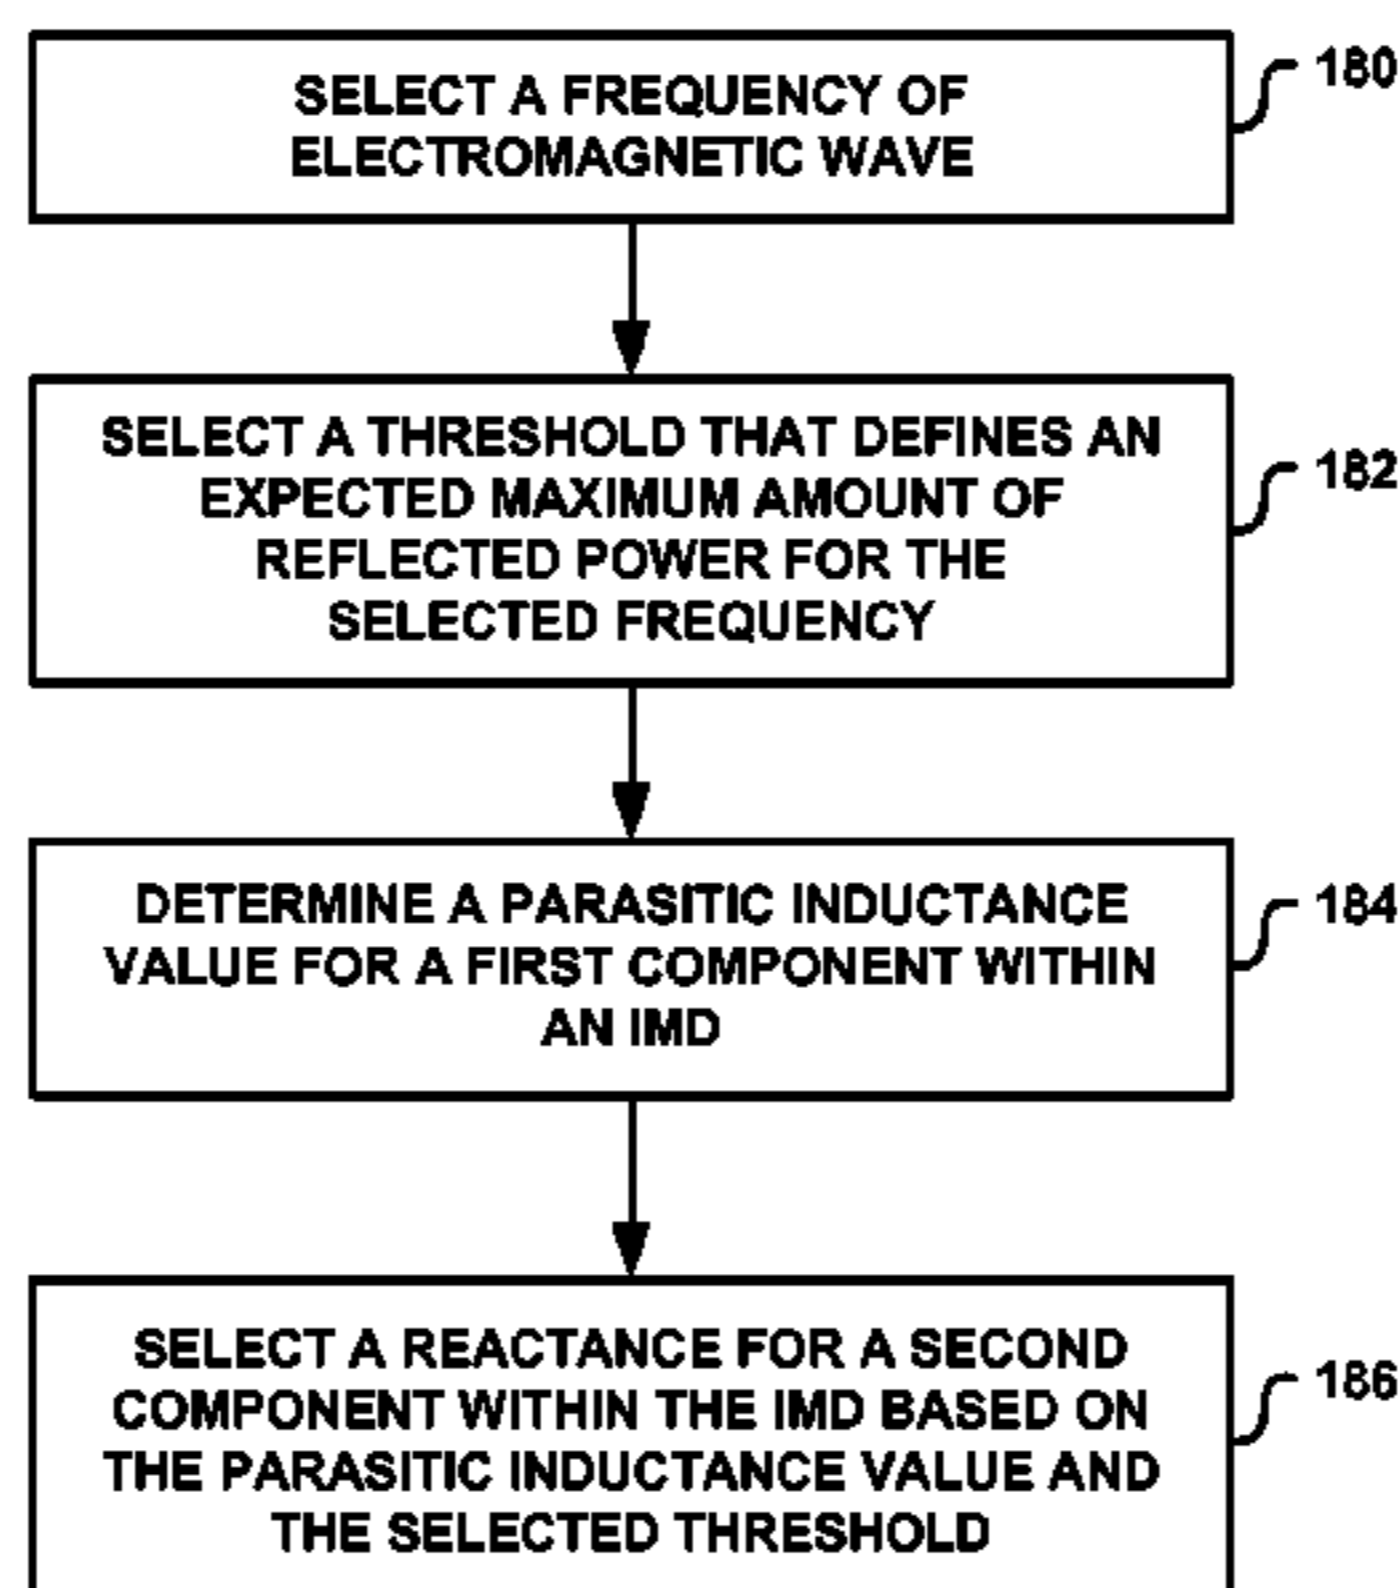 SELECT A FREQUENCY OF
ELECTROMAGNETIC WAVE
180
SELECT A THRESHOLD THAT DEFINES AN
EXPECTED MAXIMUM AMOUNT OF
REFLECTED POWER FOR THE
SELECTED FREQUENCY
182
DETERMINE A PARASITIC INDUCTANCE
VALUE FOR A FIRST COMPONENT WITHIN
AN IMD
184
SELECT A REACTANCE FOR A SECOND
COMPONENT WITHIN THE IMD BASED ON
THE PARASITIC INDUCTANCE VALUE AND
THE SELECTED THRESHOLD
186